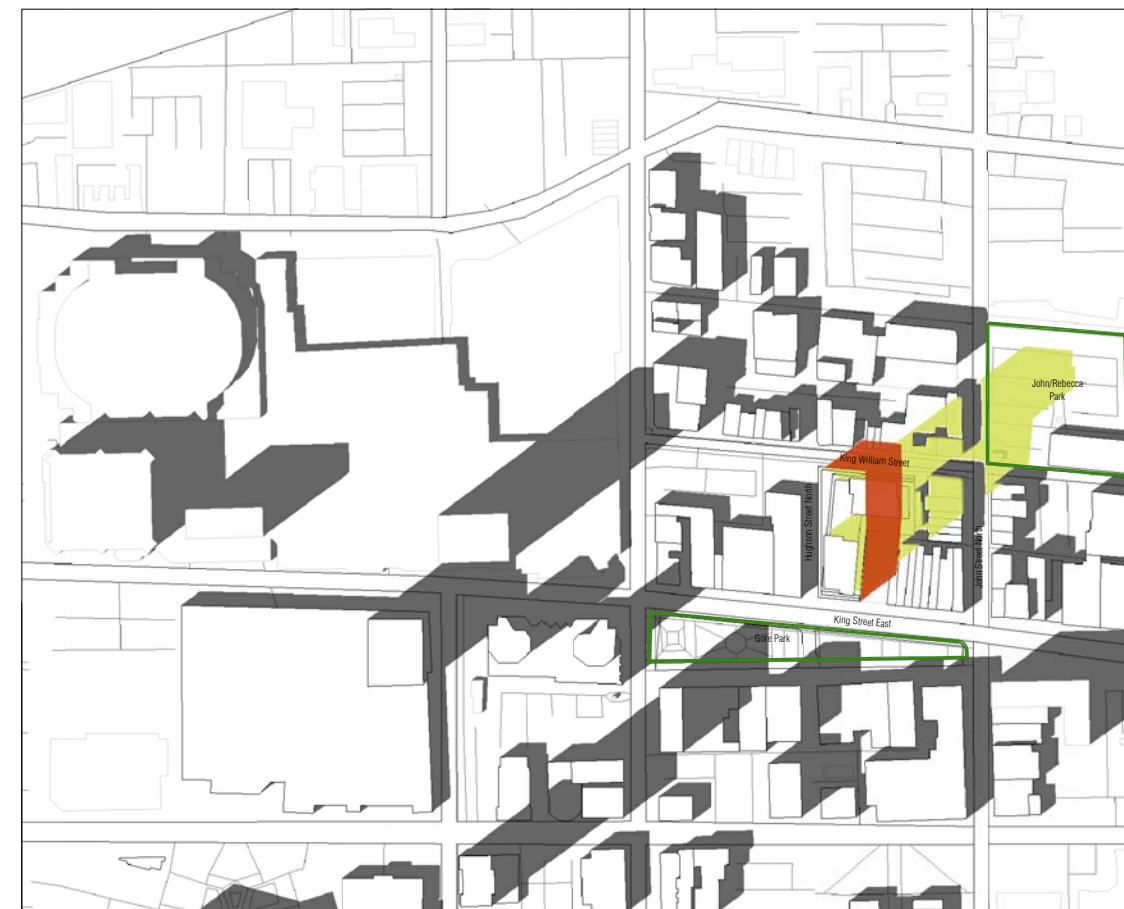 John/Rebecca
Park
King William Street
Hughson Street North
John Street North
King Street East
Gore Park